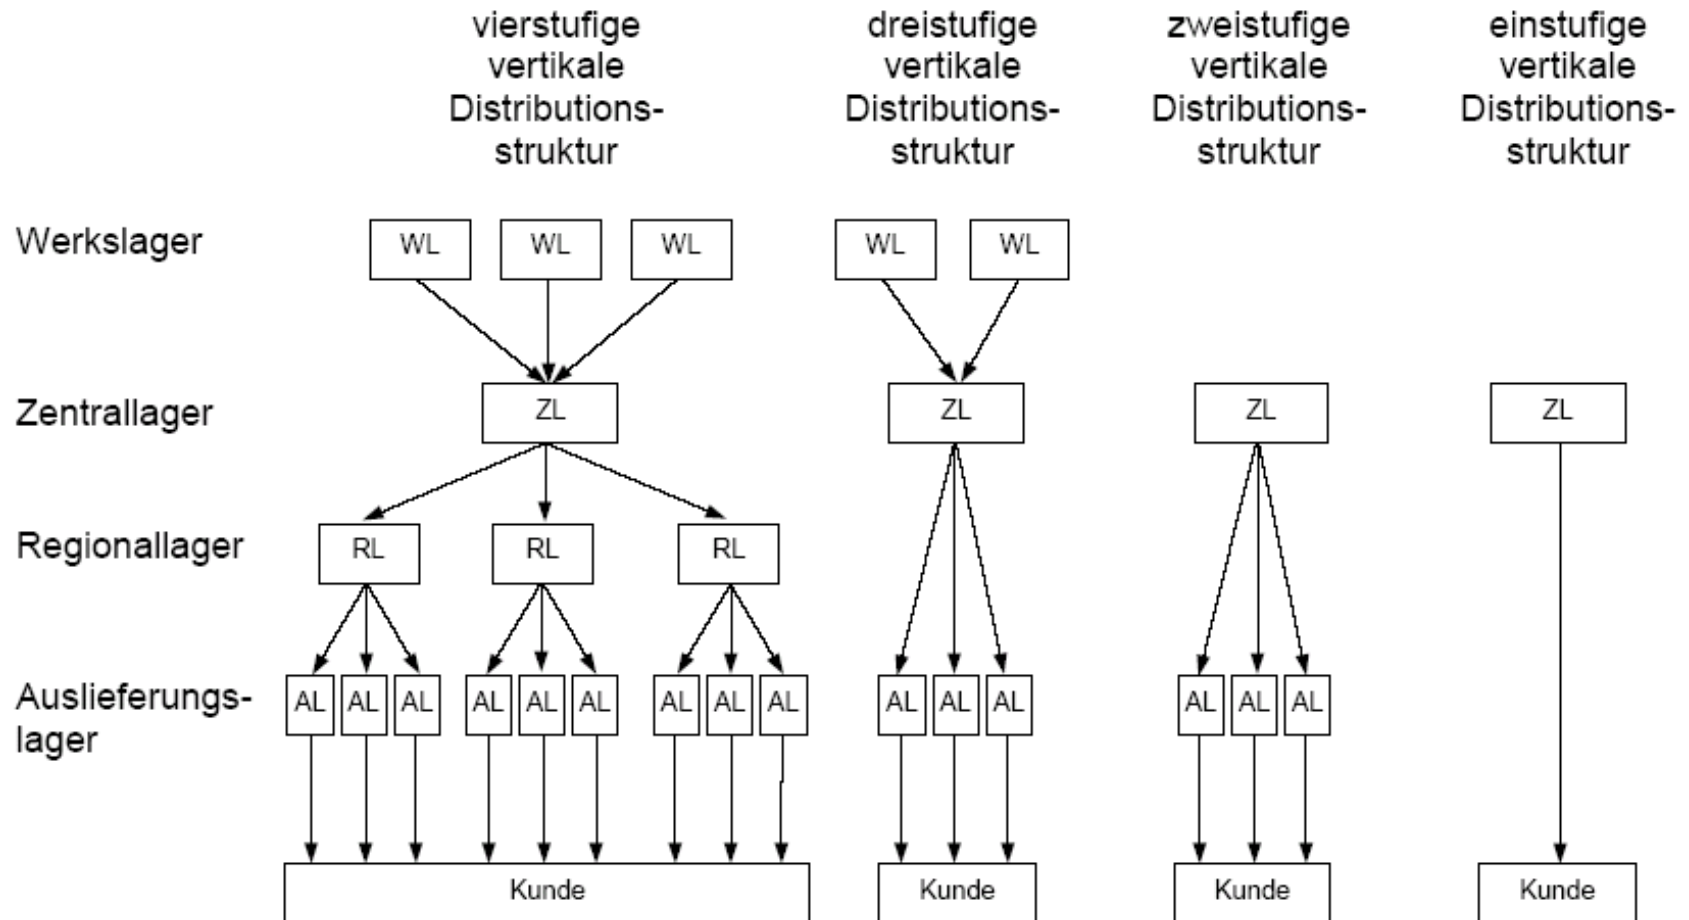 vierstufige
vertikale
Distributions-
struktur
dreistufige
vertikale
Distributions-
struktur
zweistufige
vertikale
Distributions-
struktur
einstufige
vertikale
Distributions-
struktur
Werkslager
WL WL WL WL WL
Zentrallager
ZL ZL ZL ZL
Regionallager
RL RL RL
Auslieferungs-
lager
AL AL AL AL AL AL AL AL AL AL AL AL AL AL AL
Kunde Kunde Kunde Kunde